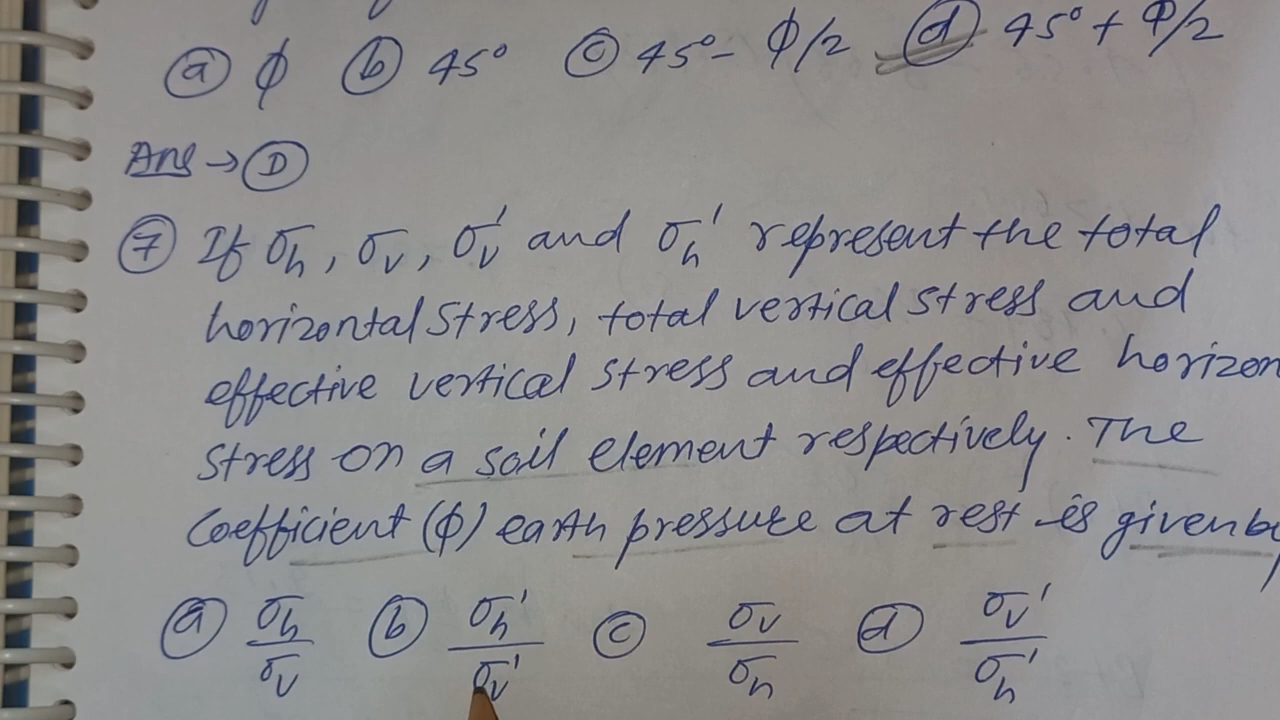 ⓐ ϕ ⓑ 45° ⓒ 45°- ϕ/2 ⓓ 45°+ ϕ/2
Ans → Ⓓ
⑦ If σh, σv, σv' and σh' represent the total
horizontal stress, total vertical stress and
effective vertical stress and effective horizon
stress on a soil element respectively. The
Coefficient (ϕ) earth pressure at rest is given by
ⓐ σh/σv ⓑ σh'/σv' ⓒ σv/σh ⓓ σv'/σh'